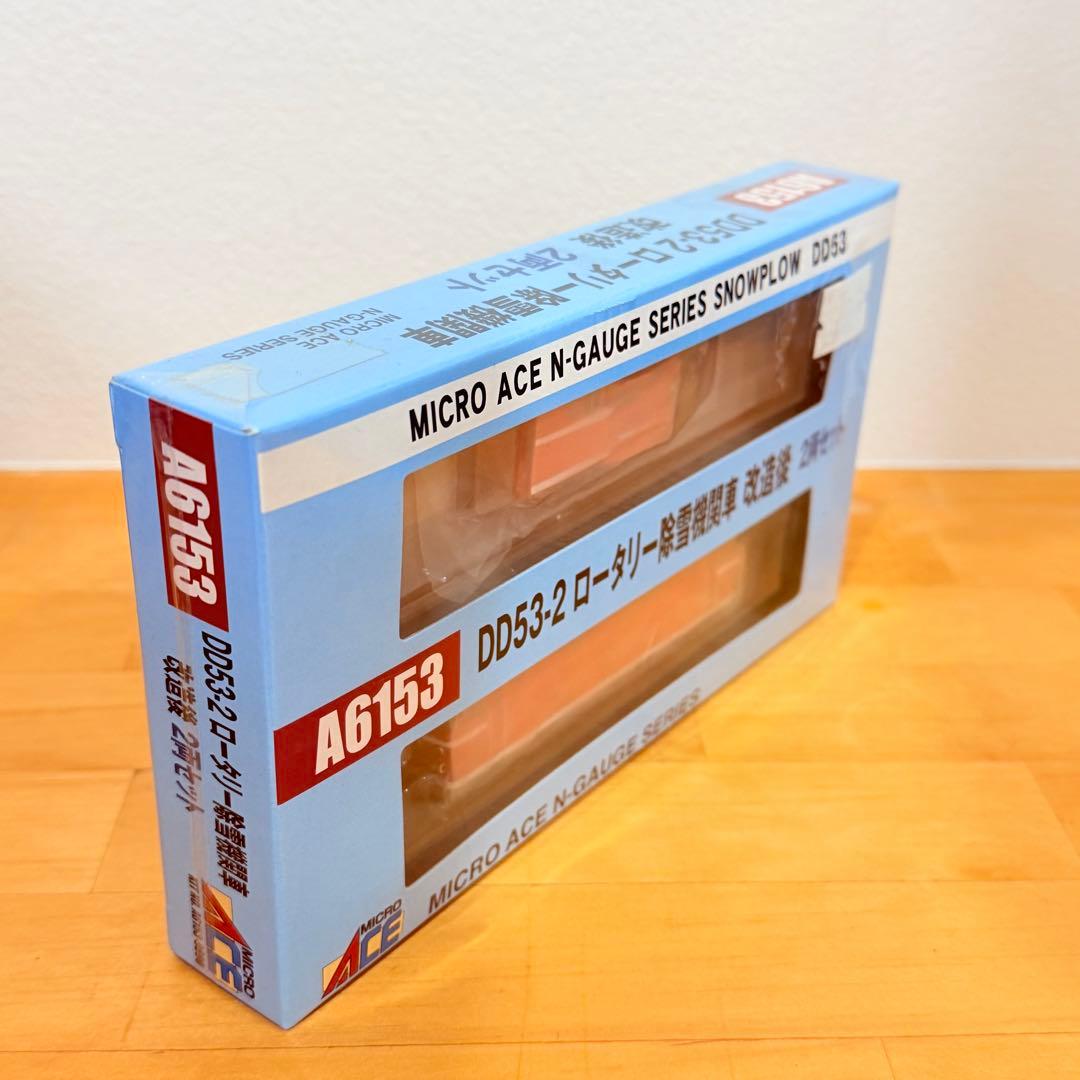 A6153
DD53-2 ロータリー除雪機関車
改造後 2両セット
MICRO ACE
N-GAUGE SERIES
MICRO ACE N-GAUGE SERIES SNOWPLOW DD53
A6153
DD53-2 ロータリー除雪機関車 改造後 2両セット
MICRO ACE N-GAUGE SERIES
MICRO
ACE
A6153
DD53-2 ロータリー除雪機関車
改造後 2両セット
MICRO
ACE